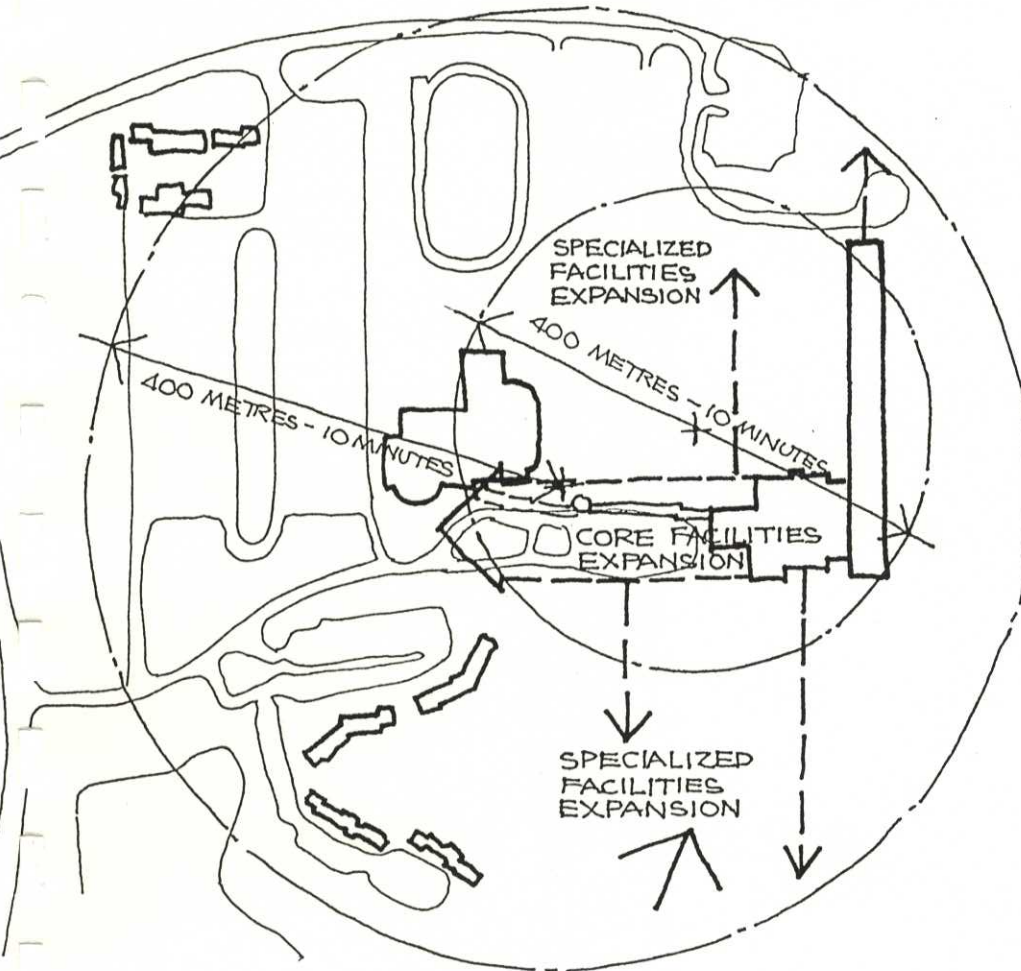 SPECIALIZED
FACILITIES
EXPANSION
400 METRES - 10 MINUTES
400 METRES - 10 MINUTES
CORE FACILITIES
EXPANSION
SPECIALIZED
FACILITIES
EXPANSION